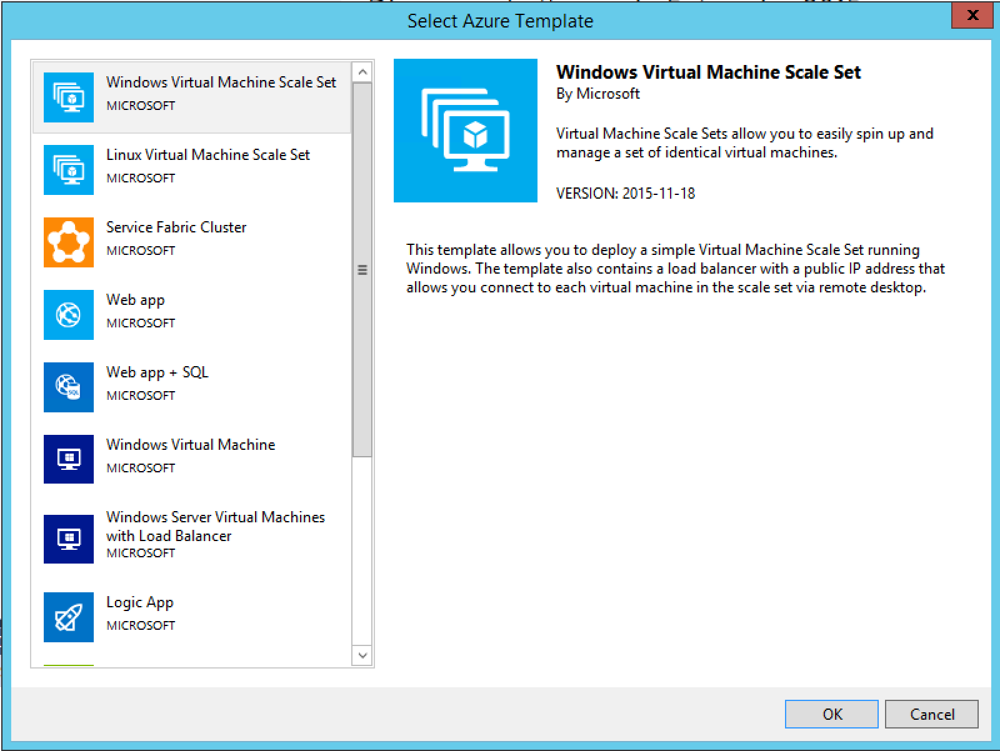 Select Azure Template
X
Windows Virtual Machine Scale Set
MICROSOFT
Linux Virtual Machine Scale Set
MICROSOFT
Service Fabric Cluster
MICROSOFT
Web app
MICROSOFT
Web app + SQL
MICROSOFT
SQL
Windows Virtual Machine
MICROSOFT
Windows Server Virtual Machines
with Load Balancer
MICROSOFT
Logic App
MICROSOFT
Windows Virtual Machine Scale Set
By Microsoft
Virtual Machine Scale Sets allow you to easily spin up and
manage a set of identical virtual machines.
VERSION: 2015-11-18
This template allows you to deploy a simple Virtual Machine Scale Set running
Windows. The template also contains a load balancer with a public IP address that
allows you connect to each virtual machine in the scale set via remote desktop.
OK
Cancel